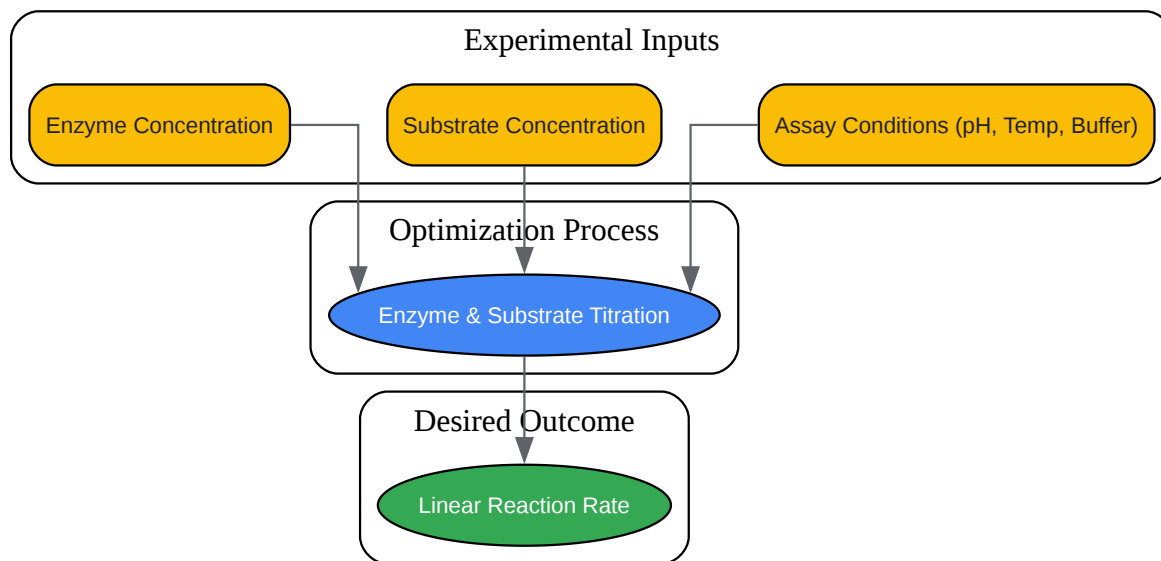 Experimental Inputs
Enzyme Concentration
Substrate Concentration
Assay Conditions (pH, Temp, Buffer)
Optimization Process
Enzyme & Substrate Titration
Desired Outcome
Linear Reaction Rate